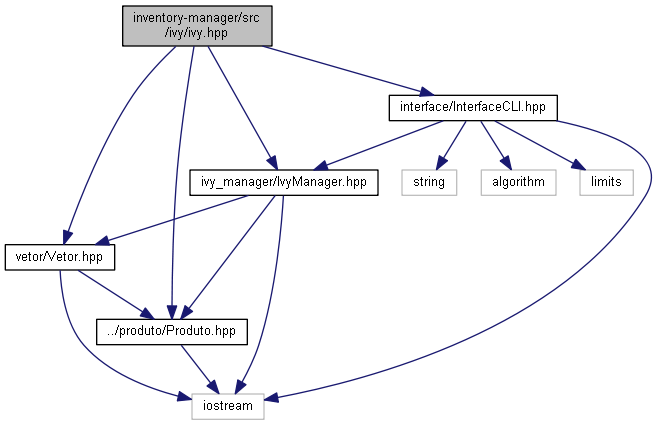 inventory-manager/src
/ivy/ivy.hpp
interface/InterfaceCLI.hpp
ivy_manager/IvyManager.hpp
string
algorithm
limits
vetor/Vetor.hpp
../produto/Produto.hpp
iostream